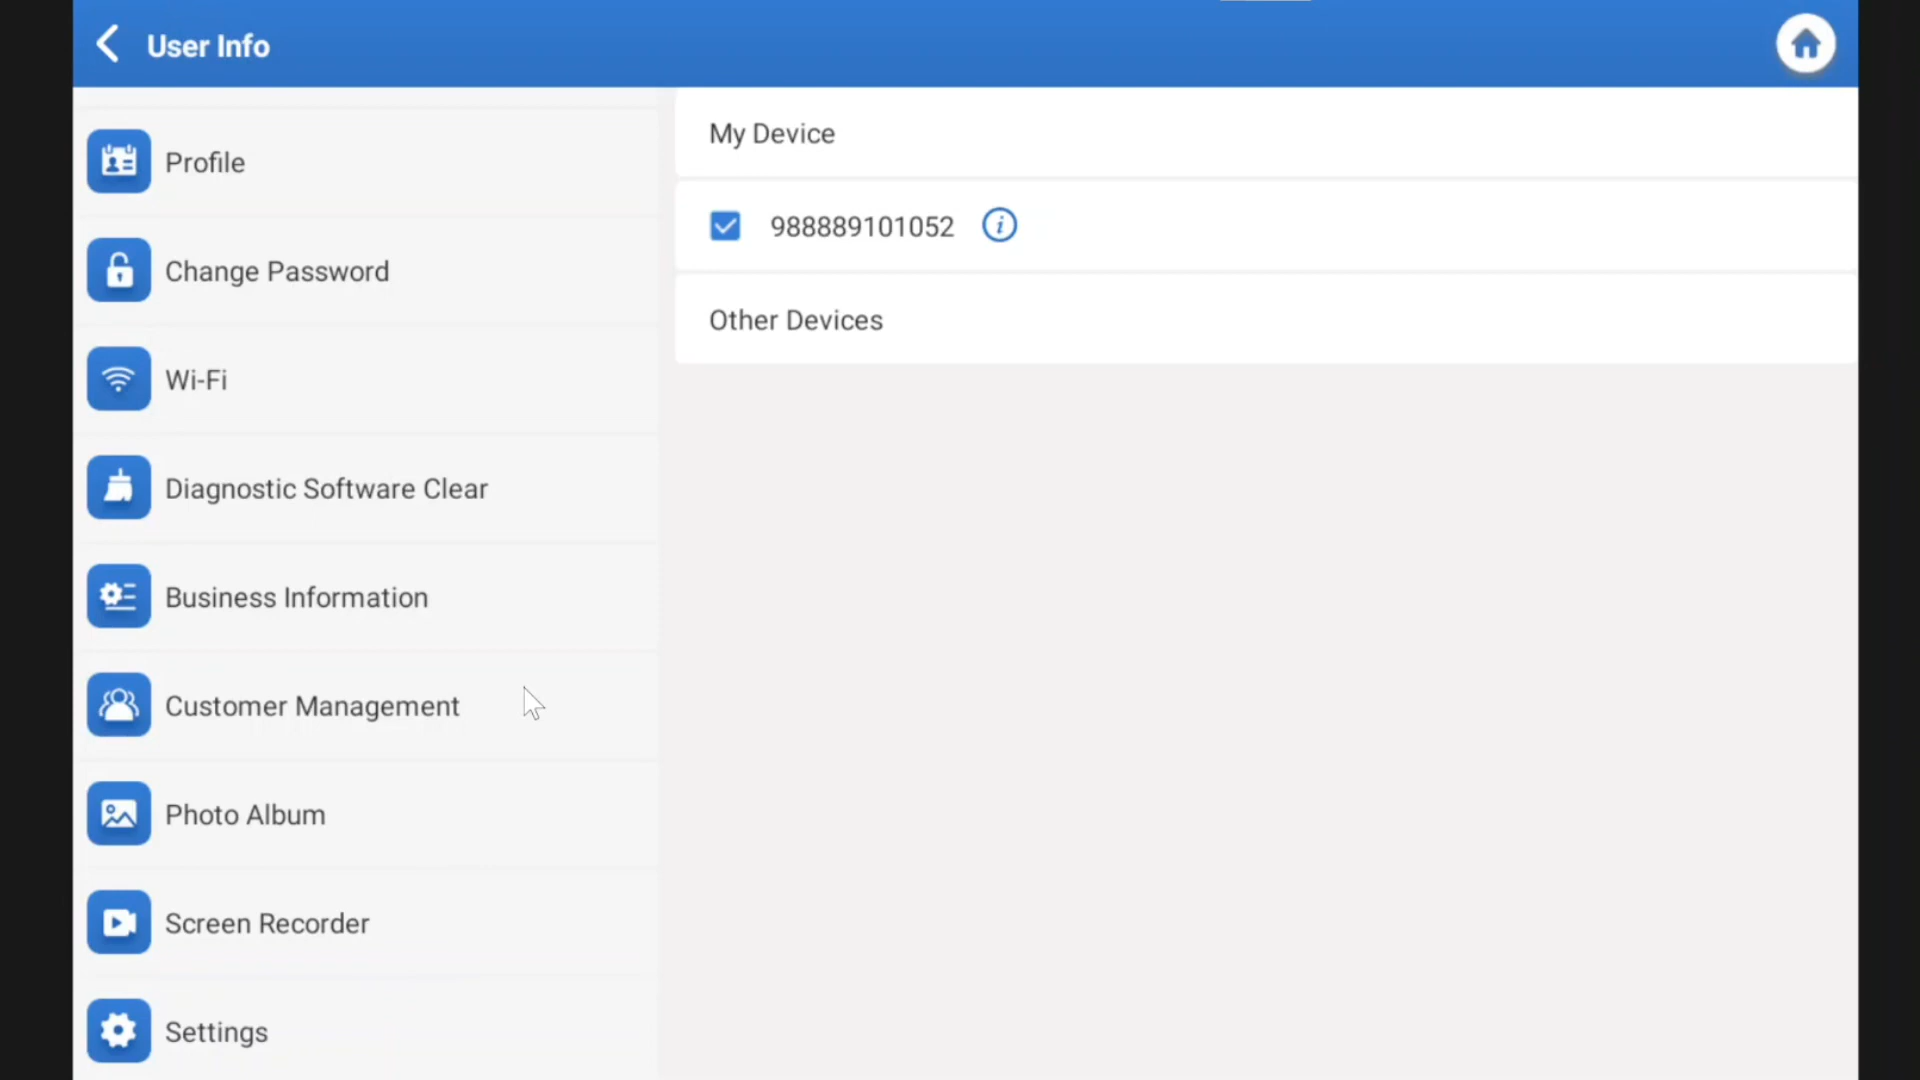 User Info
Profile
Change Password
Wi-Fi
Diagnostic Software Clear
Business Information
Customer Management
Photo Album
Screen Recorder
Settings
My Device
988889101052
Other Devices